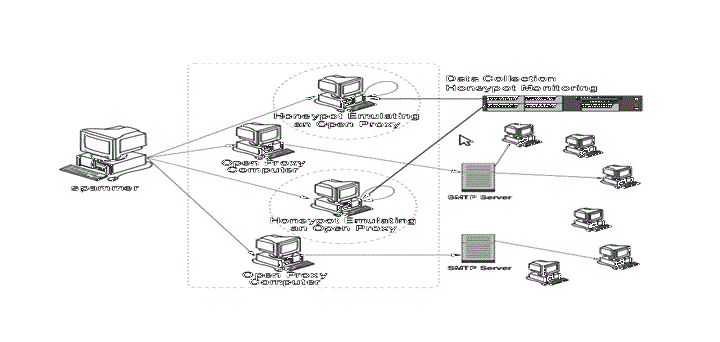 Data Collection
Honeypot Monitoring
Honeypot Emulating
an Open Proxy
Open Proxy
Computer
spammer
SMTP Server
Honeypot Emulating
an Open Proxy
SMTP Server
Open Proxy
Computer